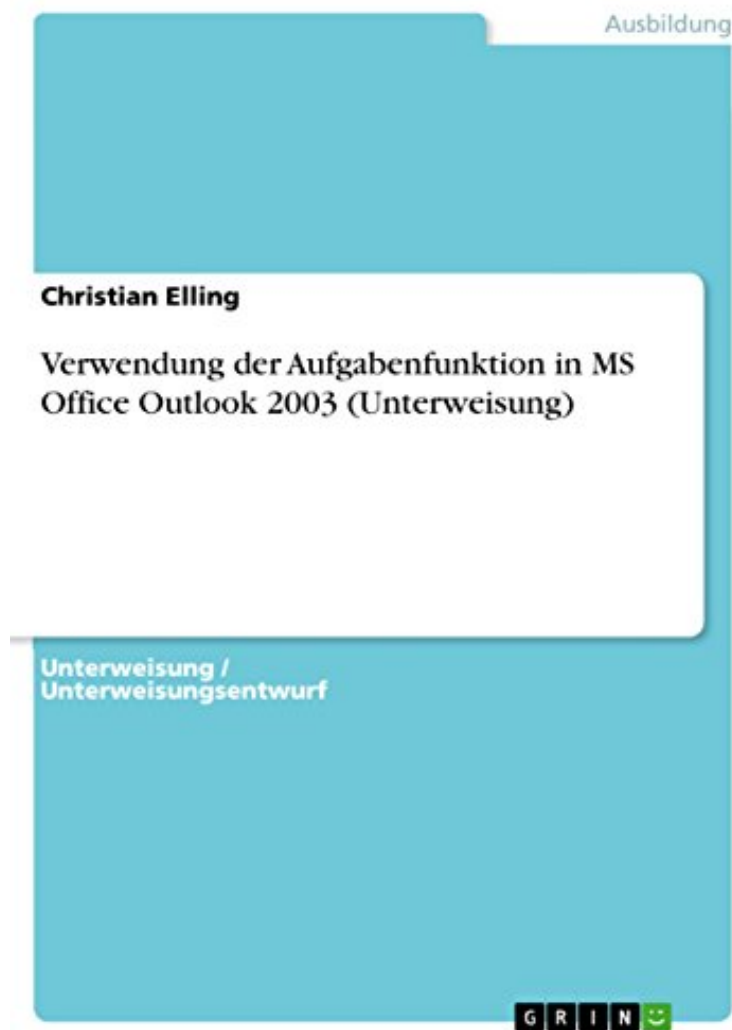 Ausbildung
Christian Elling
Verwendung der Aufgabenfunktion in MS
Office Outlook 2003 (Unterweisung)
Unterweisung /
Unterweisungsentwurf
GRIN